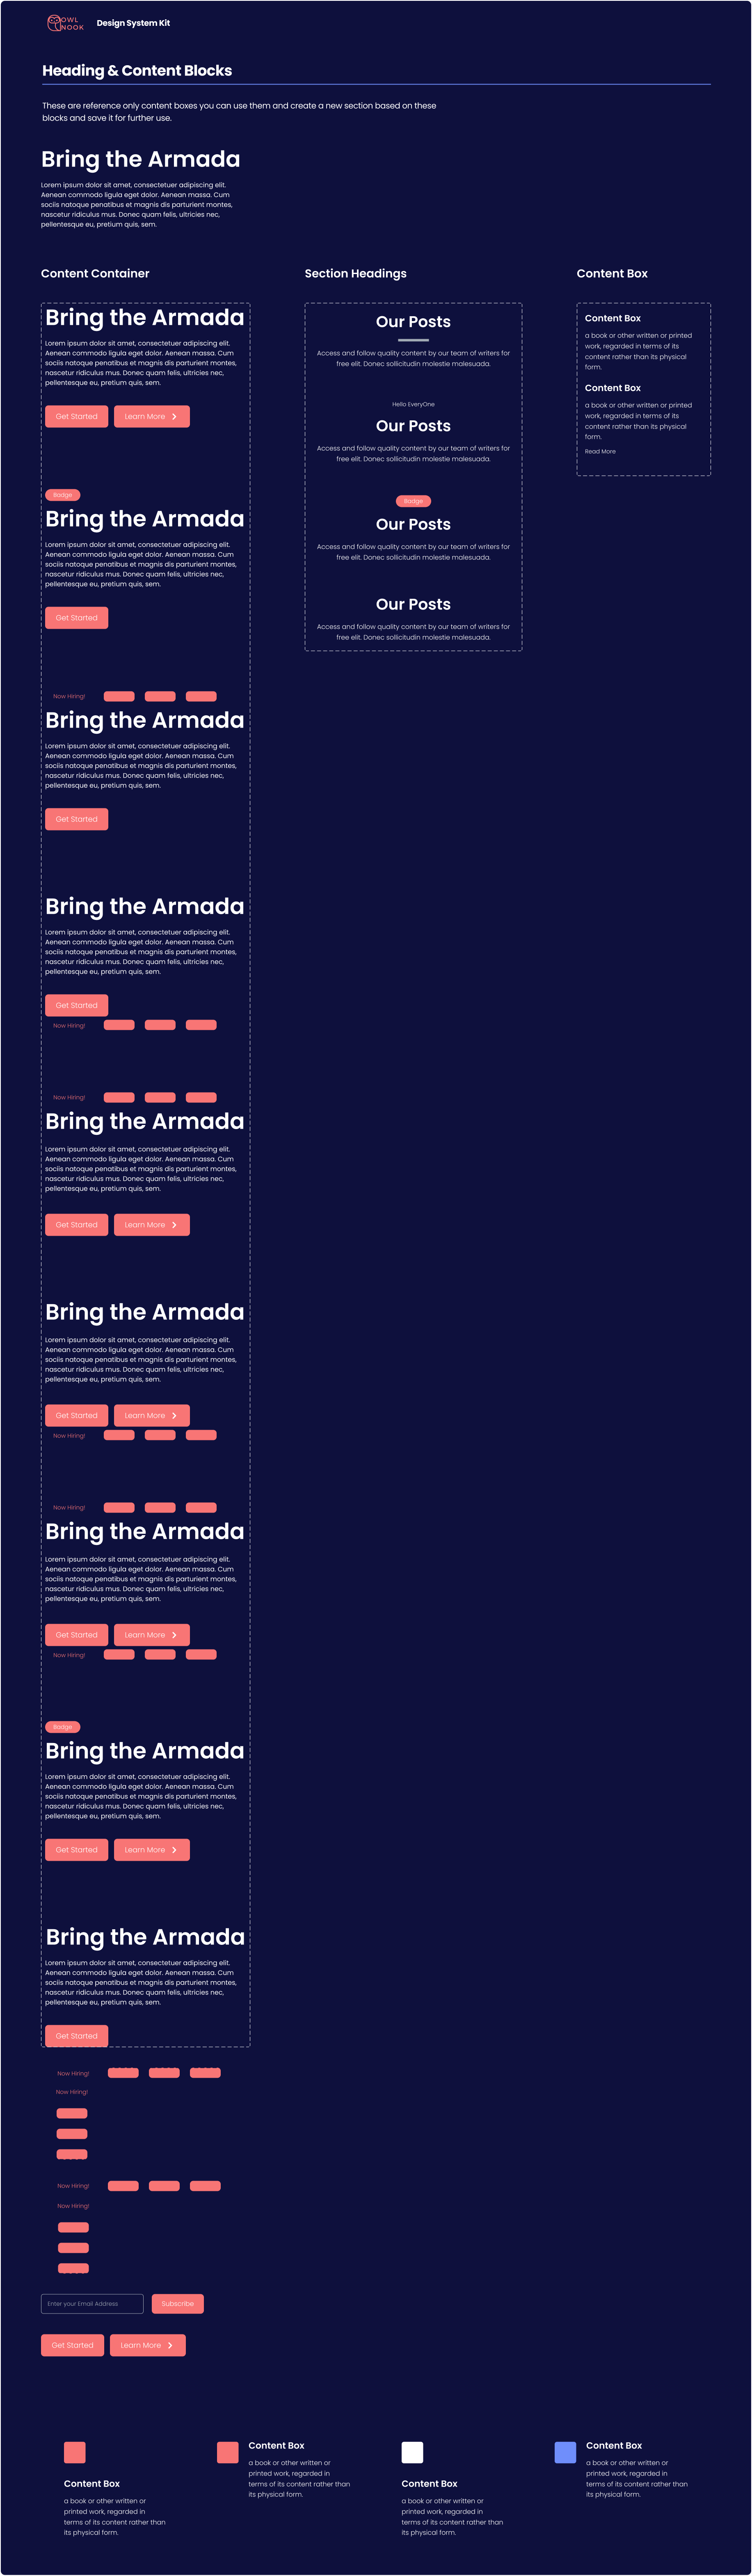 OWL
NOOK
Design System Kit
Heading & Content Blocks
These are reference only content boxes you can use them and create a new section based on these
blocks and save it for further use.
Bring the Armada
Lorem ipsum dolor sit amet, consectetuer adipiscing elit.
Aenean commodo ligula eget dolor. Aenean massa. Cum
sociis natoque penatibus et magnis dis parturient montes,
nascetur ridiculus mus. Donec quam felis, ultricies nec,
pellentesque eu, pretium quis, sem.
Content Container
Bring the Armada
Lorem ipsum dolor sit amet, consectetuer adipiscing elit.
Aenean commodo ligula eget dolor. Aenean massa. Cum
sociis natoque penatibus et magnis dis parturient montes,
nascetur ridiculus mus. Donec quam felis, ultricies nec,
pellentesque eu, pretium quis, sem.
Get Started
Learn More
Badge
Bring the Armada
Lorem ipsum dolor sit amet, consectetuer adipiscing elit.
Aenean commodo ligula eget dolor. Aenean massa. Cum
sociis natoque penatibus et magnis dis parturient montes,
nascetur ridiculus mus. Donec quam felis, ultricies nec,
pellentesque eu, pretium quis, sem.
Get Started
Now Hiring!
Bring the Armada
Lorem ipsum dolor sit amet, consectetuer adipiscing elit.
Aenean commodo ligula eget dolor. Aenean massa. Cum
sociis natoque penatibus et magnis dis parturient montes,
nascetur ridiculus mus. Donec quam felis, ultricies nec,
pellentesque eu, pretium quis, sem.
Get Started
Bring the Armada
Lorem ipsum dolor sit amet, consectetuer adipiscing elit.
Aenean commodo ligula eget dolor. Aenean massa. Cum
sociis natoque penatibus et magnis dis parturient montes,
nascetur ridiculus mus. Donec quam felis, ultricies nec,
pellentesque eu, pretium quis, sem.
Get Started
Now Hiring!
Now Hiring!
Bring the Armada
Lorem ipsum dolor sit amet, consectetuer adipiscing elit.
Aenean commodo ligula eget dolor. Aenean massa. Cum
sociis natoque penatibus et magnis dis parturient montes,
nascetur ridiculus mus. Donec quam felis, ultricies nec,
pellentesque eu, pretium quis, sem.
Get Started
Learn More
Bring the Armada
Lorem ipsum dolor sit amet, consectetuer adipiscing elit.
Aenean commodo ligula eget dolor. Aenean massa. Cum
sociis natoque penatibus et magnis dis parturient montes,
nascetur ridiculus mus. Donec quam felis, ultricies nec,
pellentesque eu, pretium quis, sem.
Get Started
Learn More
Now Hiring!
Now Hiring!
Bring the Armada
Lorem ipsum dolor sit amet, consectetuer adipiscing elit.
Aenean commodo ligula eget dolor. Aenean massa. Cum
sociis natoque penatibus et magnis dis parturient montes,
nascetur ridiculus mus. Donec quam felis, ultricies nec,
pellentesque eu, pretium quis, sem.
Get Started
Learn More
Now Hiring!
Badge
Bring the Armada
Lorem ipsum dolor sit amet, consectetuer adipiscing elit.
Aenean commodo ligula eget dolor. Aenean massa. Cum
sociis natoque penatibus et magnis dis parturient montes,
nascetur ridiculus mus. Donec quam felis, ultricies nec,
pellentesque eu, pretium quis, sem.
Get Started
Learn More
Bring the Armada
Lorem ipsum dolor sit amet, consectetuer adipiscing elit.
Aenean commodo ligula eget dolor. Aenean massa. Cum
sociis natoque penatibus et magnis dis parturient montes,
nascetur ridiculus mus. Donec quam felis, ultricies nec,
pellentesque eu, pretium quis, sem.
Get Started
Section Headings
Our Posts
Access and follow quality content by our team of writers for
free elit. Donec sollicitudin molestie malesuada.
Hello EveryOne
Our Posts
Access and follow quality content by our team of writers for
free elit. Donec sollicitudin molestie malesuada.
Badge
Our Posts
Access and follow quality content by our team of writers for
free elit. Donec sollicitudin molestie malesuada.
Our Posts
Access and follow quality content by our team of writers for
free elit. Donec sollicitudin molestie malesuada.
Content Box
Content Box
a book or other written or printed
work, regarded in terms of its
content rather than its physical
form.
Content Box
a book or other written or printed
work, regarded in terms of its
content rather than its physical
form.
Read More
Now Hiring!
Now Hiring!
Now Hiring!
Now Hiring!
Enter your Email Address
Subscribe
Get Started
Learn More
Content Box
a book or other written or
printed work, regarded in
terms of its content rather than
its physical form.
Content Box
a book or other written or
printed work, regarded in
terms of its content rather than
its physical form.
Content Box
a book or other written or
printed work, regarded in
terms of its content rather than
its physical form.
Content Box
a book or other written or
printed work, regarded in
terms of its content rather than
its physical form.